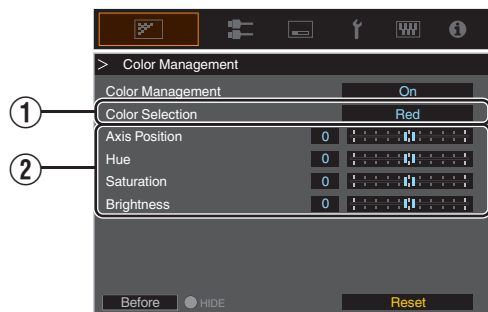 > Color Management
Color Management On
① Color Selection Red
② Axis Position 0
Hue 0
Saturation 0
Brightness 0
Before HIDE Reset